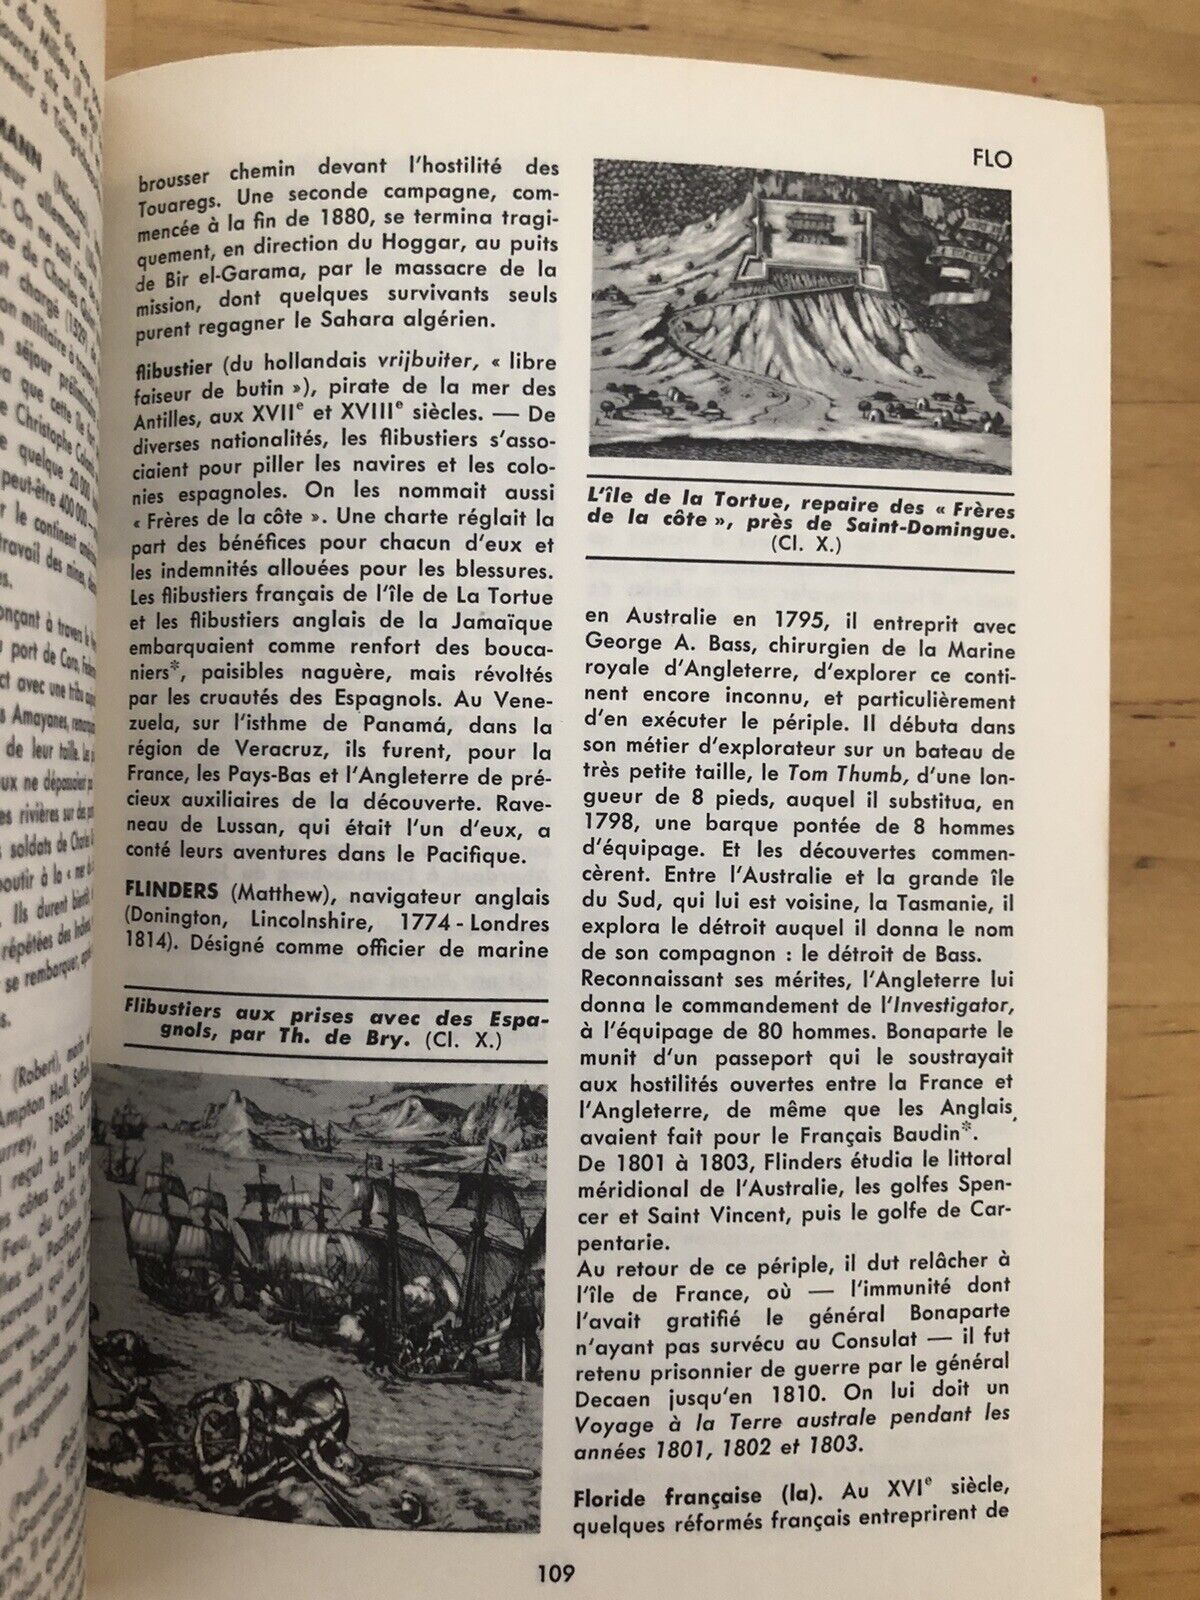 FLO
brousser chemin devant l'hostilité des
Touaregs. Une seconde campagne, com-
mencée à la fin de 1880, se termina tragi-
quement, en direction du Hoggar, au puits
de Bir el-Garama, par le massacre de la
mission, dont quelques survivants seuls
purent regagner le Sahara algérien.
flibustier (du hollandais vrijbuiter, « libre
faiseur de butin »), pirate de la mer des
Antilles, aux XVIIe et XVIIIe siècles. — De
diverses nationalités, les flibustiers s'asso-
ciaient pour piller les navires et les colo-
nies espagnoles. On les nommait aussi
« Frères de la côte ». Une charte réglait la
part des bénéfices pour chacun d'eux et
les indemnités allouées pour les blessures.
Les flibustiers français de l'île de La Tortue
et les flibustiers anglais de la Jamaïque
embarquaient comme renfort des bouca-
niers*, paisibles naguère, mais révoltés
par les cruautés des Espagnols. Au Vene-
zuela, sur l'isthme de Panamá, dans la
région de Veracruz, ils furent, pour la
France, les Pays-Bas et l'Angleterre de pré-
cieux auxiliaires de la découverte. Rave-
neau de Lussan, qui était l'un d'eux, a
conté leurs aventures dans le Pacifique.
FLINDERS (Matthew), navigateur anglais
(Donington, Lincolnshire, 1774 - Londres
1814). Désigné comme officier de marine
Flibustiers aux prises avec des Espa-
gnols, par Th. de Bry. (Cl. X.)
L'île de la Tortue, repaire des « Frères
de la côte », près de Saint-Domingue.
(Cl. X.)
en Australie en 1795, il entreprit avec
George A. Bass, chirurgien de la Marine
royale d'Angleterre, d'explorer ce conti-
nent encore inconnu, et particulièrement
d'en exécuter le périple. Il débuta dans
son métier d'explorateur sur un bateau de
très petite taille, le Tom Thumb, d'une lon-
gueur de 8 pieds, auquel il substitua, en
1798, une barque pontée de 8 hommes
d'équipage. Et les découvertes commen-
cèrent. Entre l'Australie et la grande île
du Sud, qui lui est voisine, la Tasmanie, il
explora le détroit auquel il donna le nom
de son compagnon : le détroit de Bass.
Reconnaissant ses mérites, l'Angleterre lui
donna le commandement de l'Investigator,
à l'équipage de 80 hommes. Bonaparte le
munit d'un passeport qui le soustrayait
aux hostilités ouvertes entre la France et
l'Angleterre, de même que les Anglais
avaient fait pour le Français Baudin*.
De 1801 à 1803, Flinders étudia le littoral
méridional de l'Australie, les golfes Spen-
cer et Saint Vincent, puis le golfe de Car-
pentarie.
Au retour de ce périple, il dut relâcher à
l'île de France, où — l'immunité dont
l'avait gratifié le général Bonaparte
n'ayant pas survécu au Consulat — il fut
retenu prisonnier de guerre par le général
Decaen jusqu'en 1810. On lui doit un
Voyage à la Terre australe pendant les
années 1801, 1802 et 1803.
Floride française (la). Au XVIe siècle,
quelques réformés français entreprirent de
109